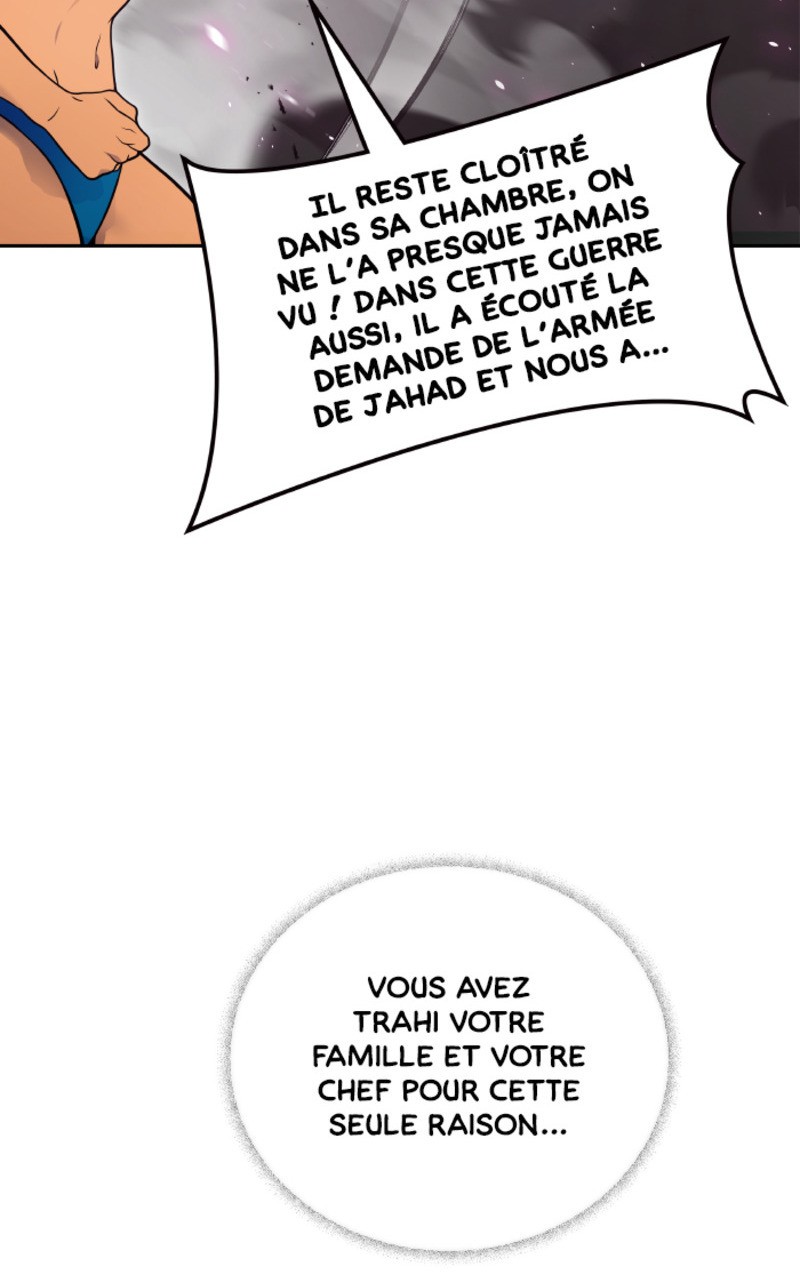 IL RESTE CLOÎTRÉ
DANS SA CHAMBRE, ON
NE L'A PRESQUE JAMAIS
VU ! DANS CETTE GUERRE
AUSSI, IL A ÉCOUTÉ LA
DEMANDE DE L'ARMÉE
DE JAHAD ET NOUS A...
VOUS AVEZ
TRAHI VOTRE
FAMILLE ET VOTRE
CHEF POUR CETTE
SEULE RAISON...